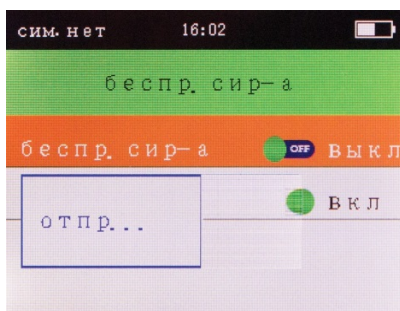 сим. нет 16:02
беспр. сир-а
беспр. сир-а OFF выкл
вкл
отпр...